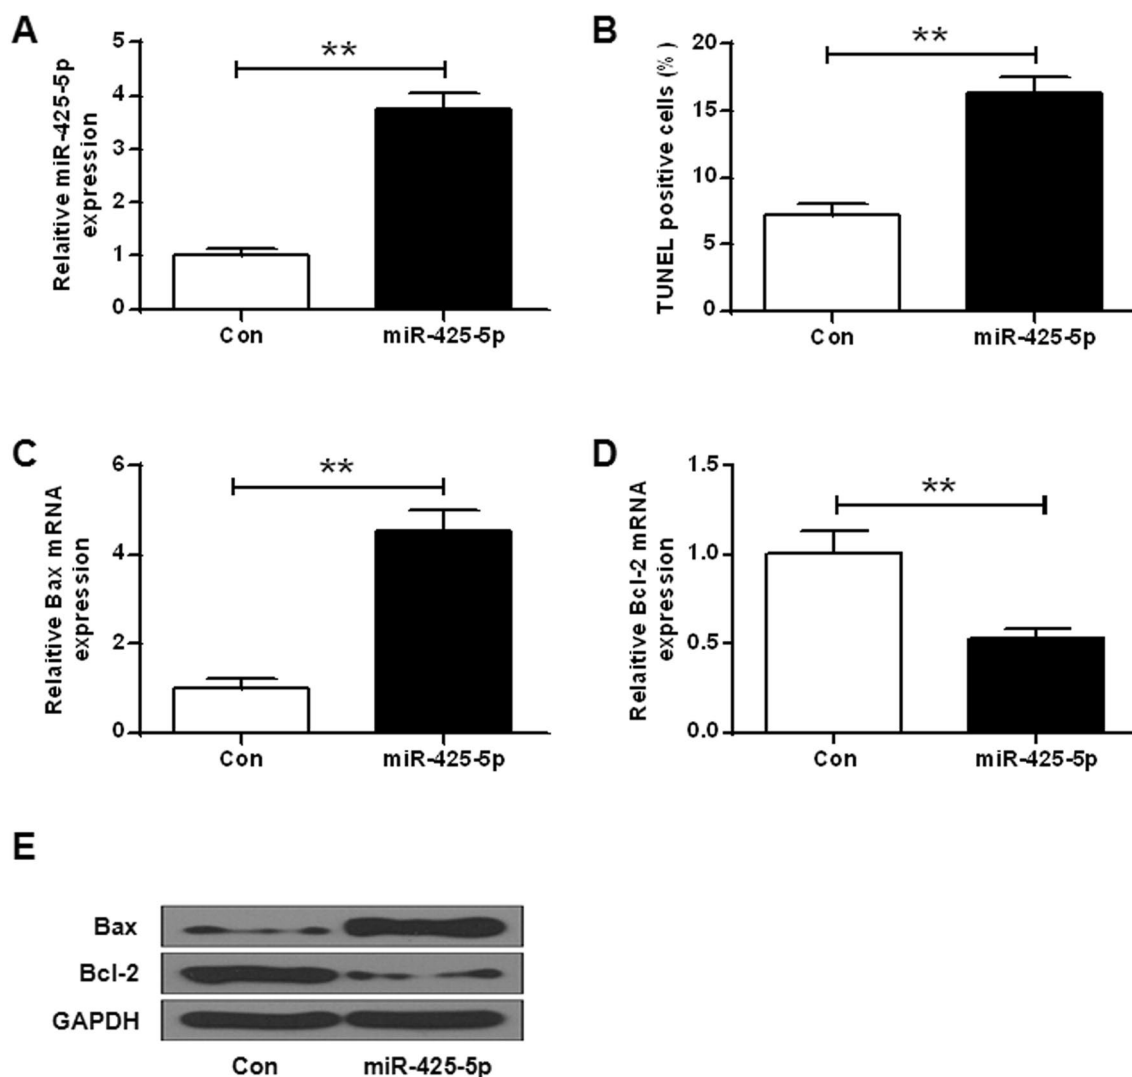 A
Relaitive miR-425-5p
expression
5
4
3
2
1
0
**
Con
miR-425-5p
B
TUNEL positive cells (%)
20
15
10
5
0
**
Con
miR-425-5p
C
Relaitive Bax mRNA
expression
6
4
2
0
**
Con
miR-425-5p
D
Relaitive Bcl-2 mRNA
expression
1.5
1.0
0.5
0.0
**
Con
miR-425-5p
E
Bax
Bcl-2
GAPDH
Con
miR-425-5p